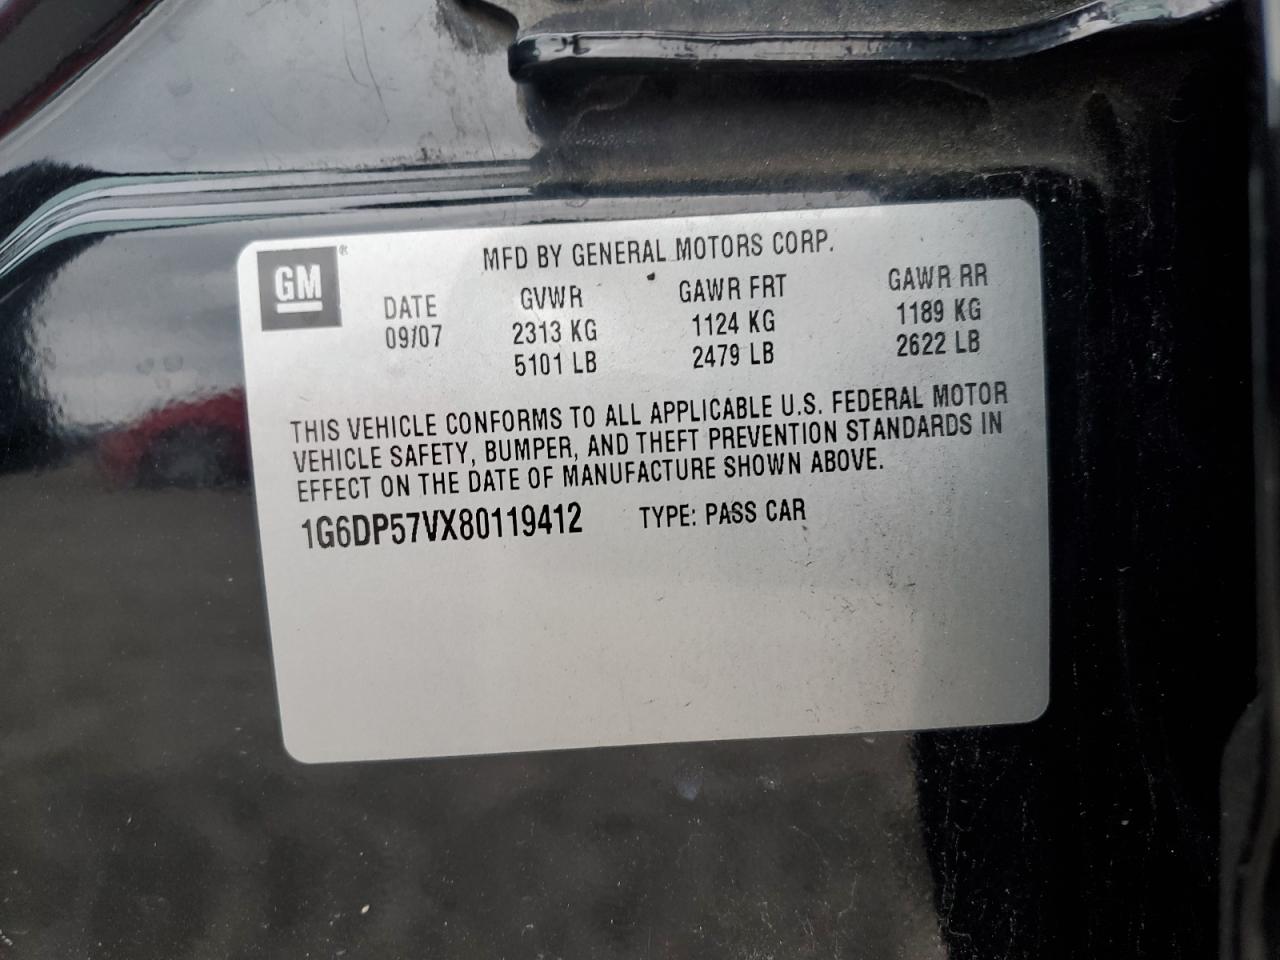 GM ®
MFD BY GENERAL MOTORS CORP.
DATE GVWR GAWR FRT GAWR RR
09/07 2313 KG 1124 KG 1189 KG
5101 LB 2479 LB 2622 LB
THIS VEHICLE CONFORMS TO ALL APPLICABLE U.S. FEDERAL MOTOR
VEHICLE SAFETY, BUMPER, AND THEFT PREVENTION STANDARDS IN
EFFECT ON THE DATE OF MANUFACTURE SHOWN ABOVE.
1G6DP57VX80119412 TYPE: PASS CAR